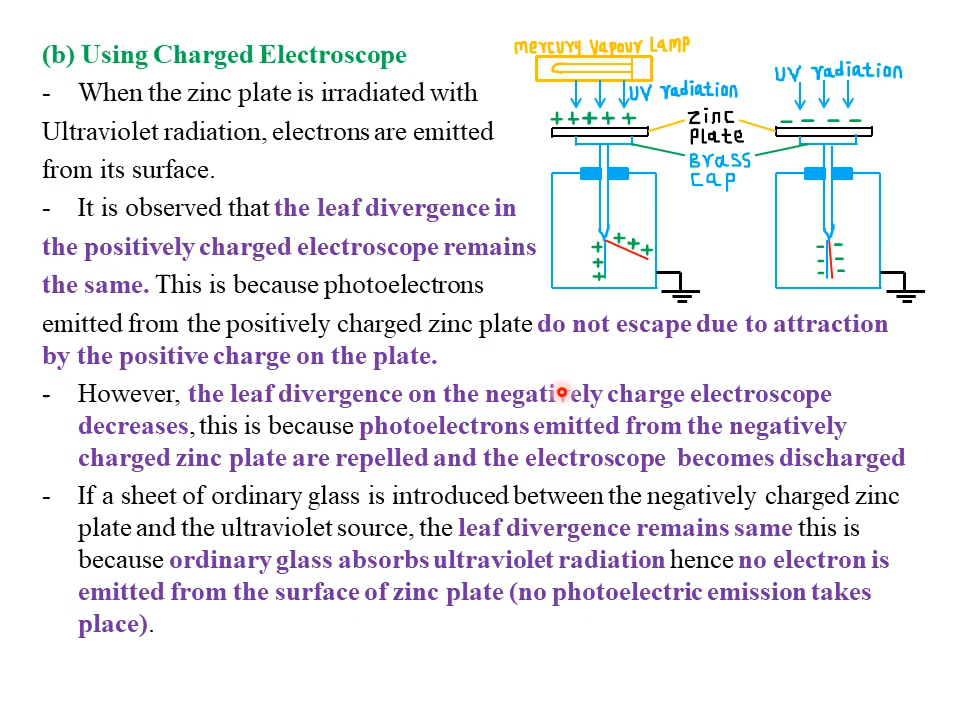 (b) Using Charged Electroscope
- When the zinc plate is irradiated with
Ultraviolet radiation, electrons are emitted
from its surface.
- It is observed that the leaf divergence in
the positively charged electroscope remains
the same. This is because photoelectrons
emitted from the positively charged zinc plate do not escape due to attraction
by the positive charge on the plate.
- However, the leaf divergence on the negatively charge electroscope
decreases, this is because photoelectrons emitted from the negatively
charged zinc plate are repelled and the electroscope becomes discharged
- If a sheet of ordinary glass is introduced between the negatively charged zinc
plate and the ultraviolet source, the leaf divergence remains same this is
because ordinary glass absorbs ultraviolet radiation hence no electron is
emitted from the surface of zinc plate (no photoelectric emission takes
place).
mercury vapour lamp
UV radiation
UV radiation
+ + + + +
- - - -
zinc
plate
Brass
cap
+ + +
+
+
+
- -
- -
- -